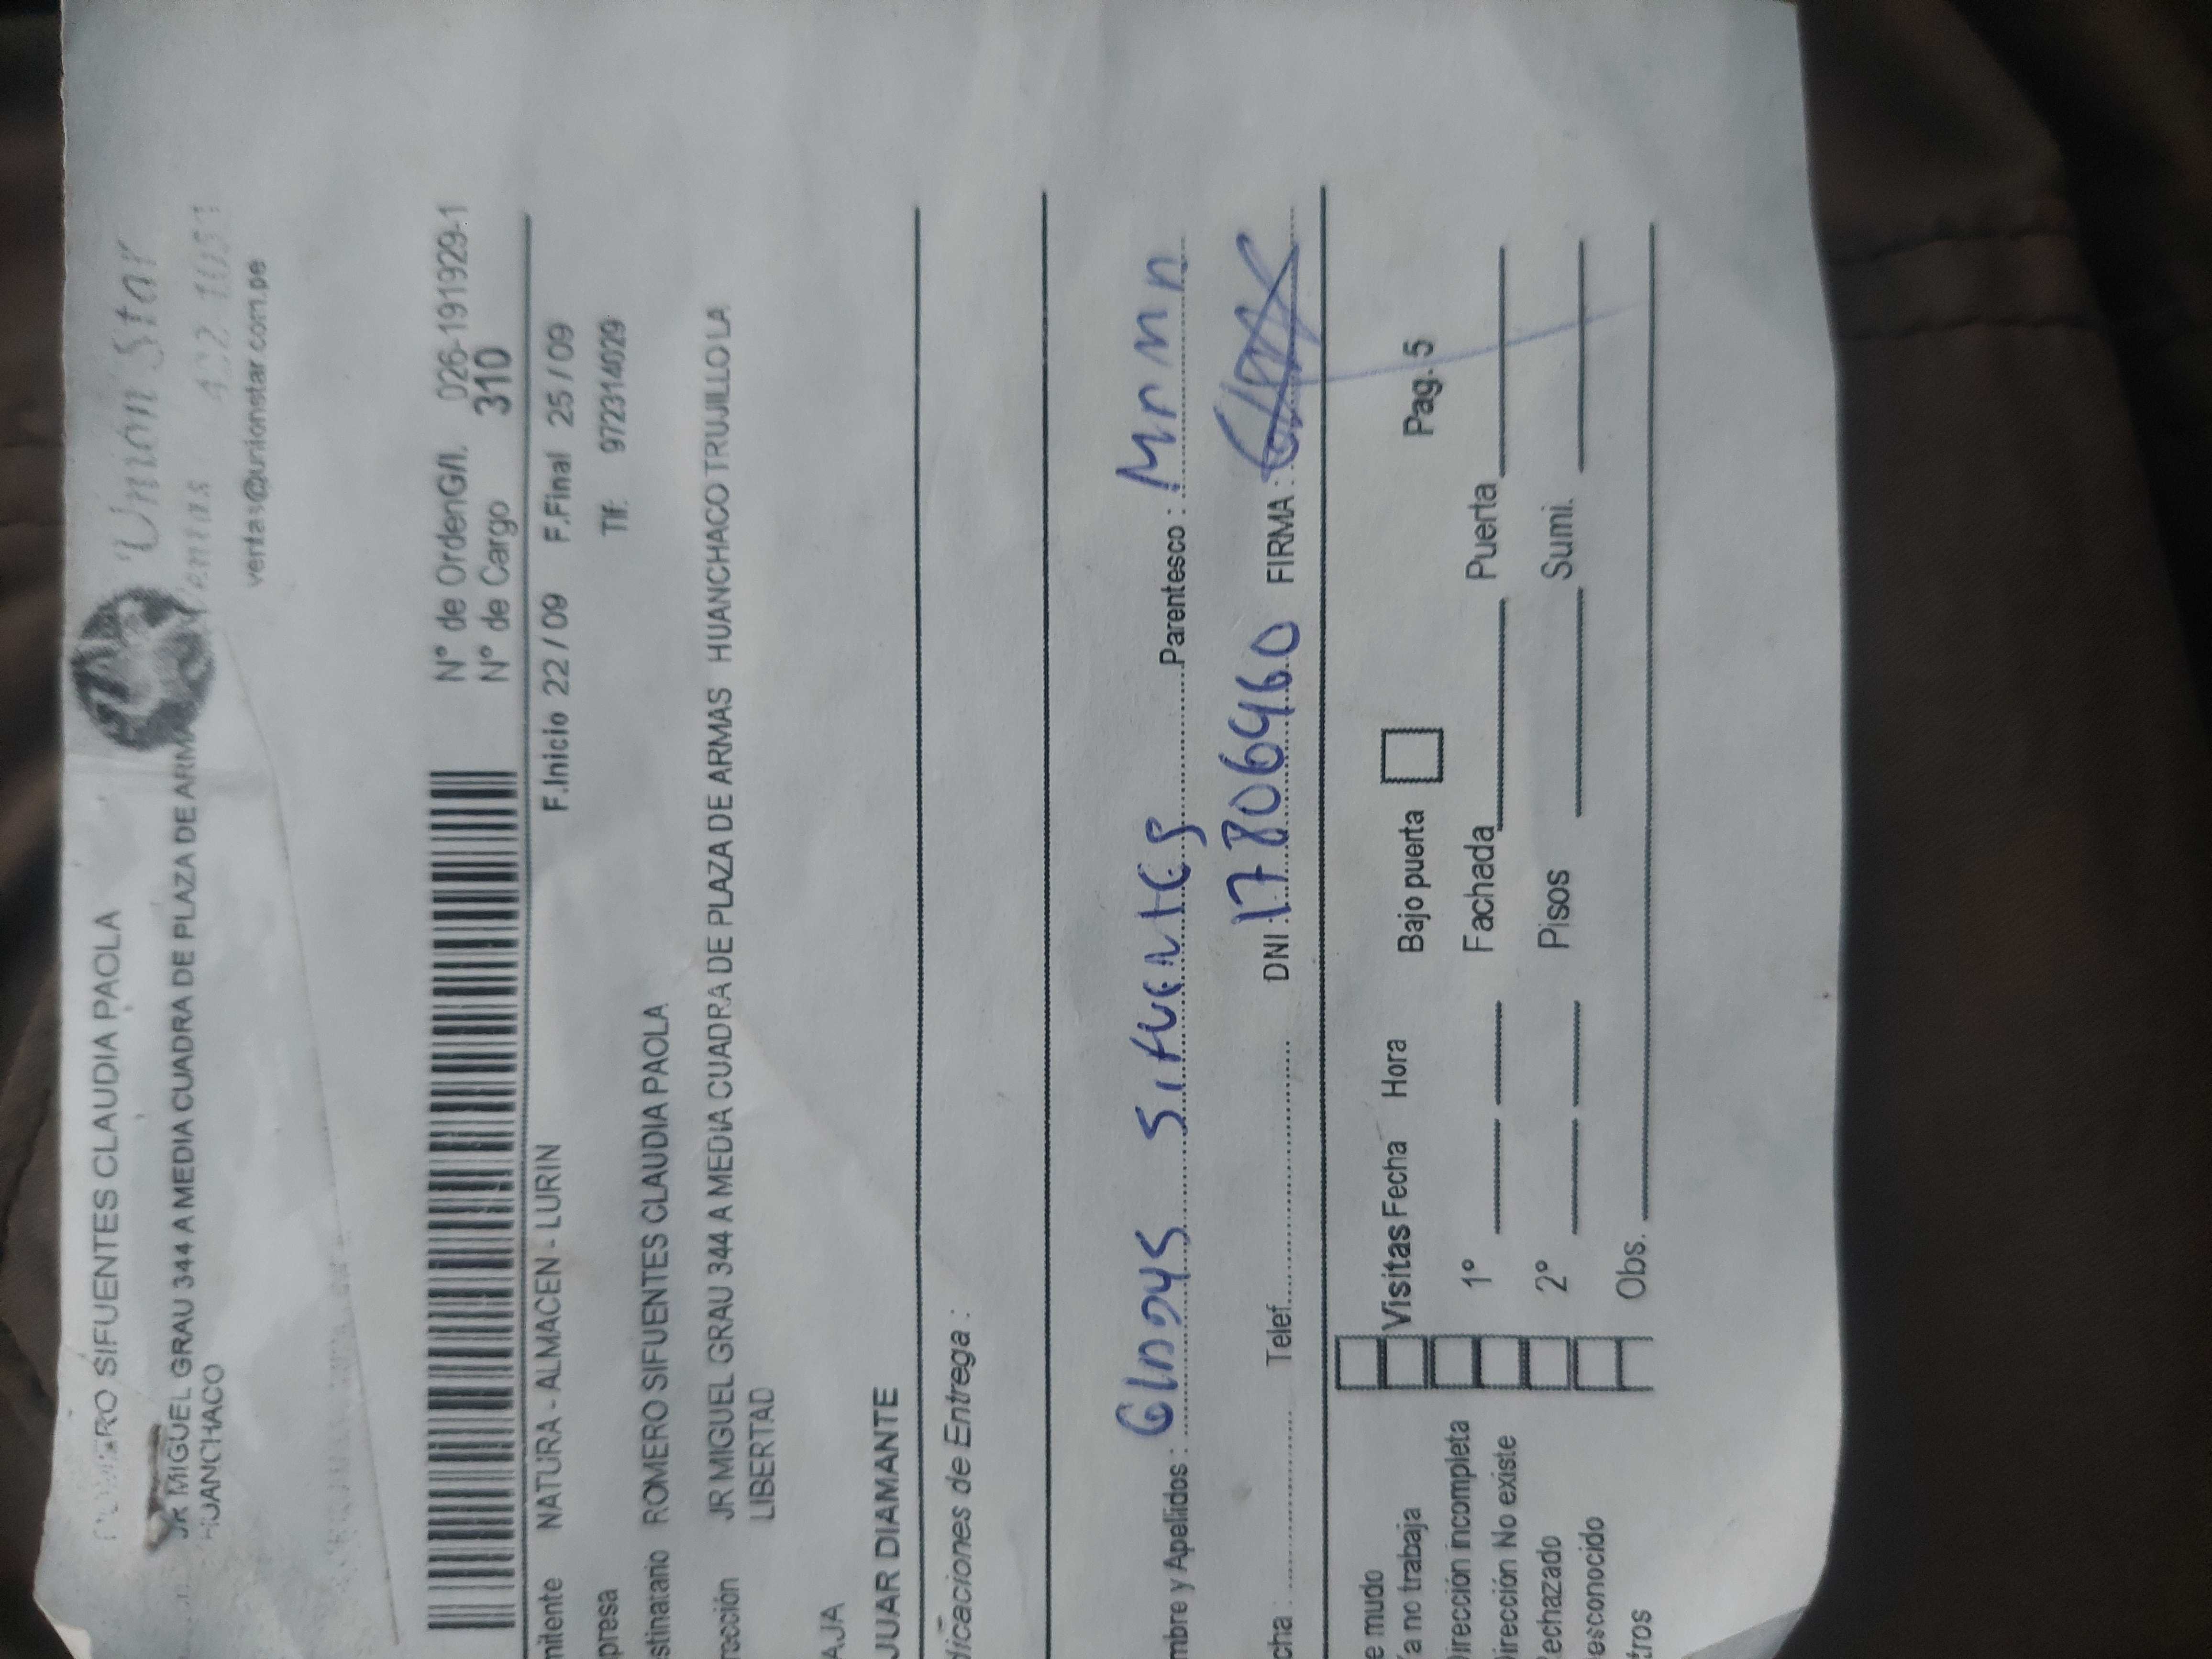 ROMERO SIFUENTES CLAUDIA PAOLA
Unión Star
JR MIGUEL GRAU 344 A MEDIA CUADRA DE PLAZA DE ARMA
HUANCHACO
ventas@unionstar.com.pe
N° de OrdenG/I. 026-191929-1
N° de Cargo 310
F.Inicio 22 / 09 F.Final 25 / 09
mitente NATURA - ALMACEN - LURIN
presa Tlf: 972314029
stinatario ROMERO SIFUENTES CLAUDIA PAOLA
rección JR MIGUEL GRAU 344 A MEDIA CUADRA DE PLAZA DE ARMAS HUANCHACO TRUJILLO LA
LIBERTAD
AJA
JUAR DIAMANTE
dicaciones de Entrega :
mbre y Apellidos : Gladys Sifuentes Parentesco :
cha : Telef. DNI : 17806960 FIRMA :
e mudo
a no trabaja Visitas Fecha Hora Bajo puerta Pag. 5
irección incompleta
irección No existe 1° Fachada Puerta
echazado
esconocido 2° Pisos Sumi.
tros Obs.